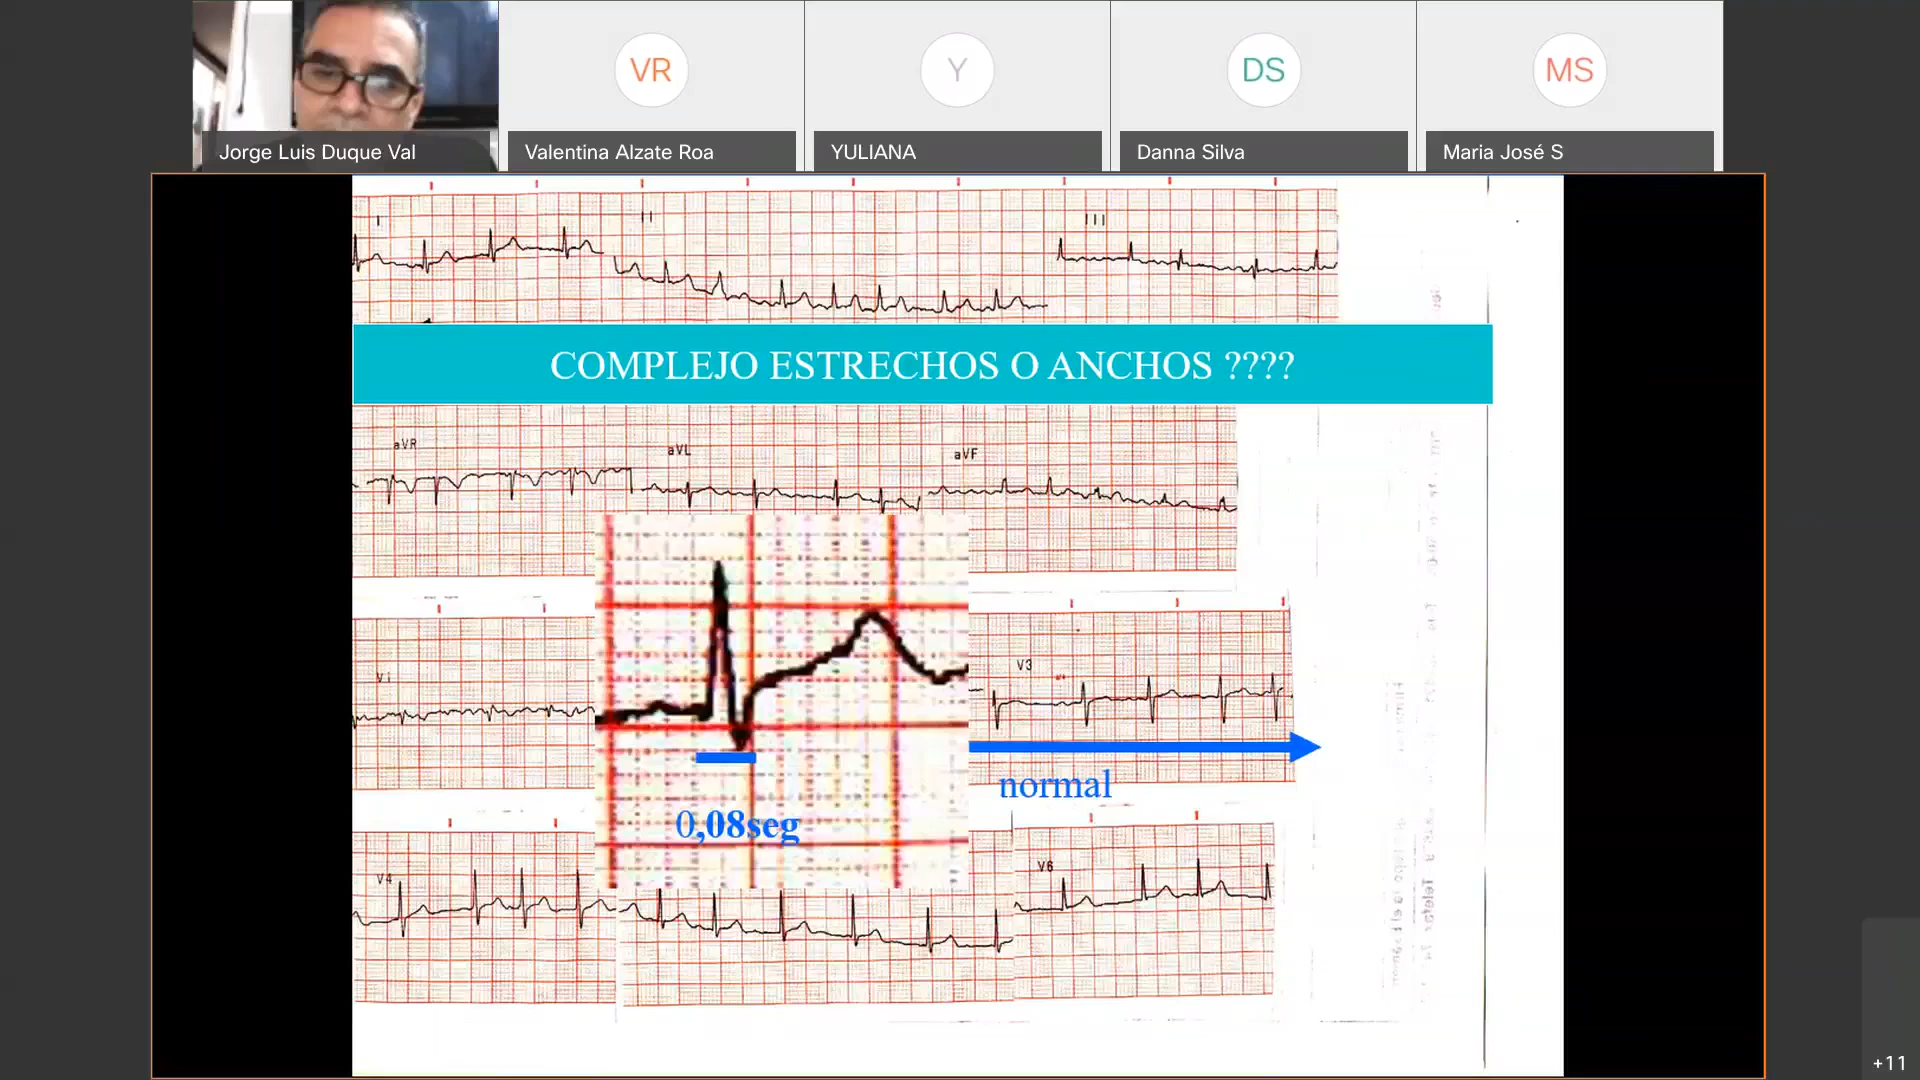 VR
Y
DS
MS
Jorge Luis Duque Val
Valentina Alzate Roa
YULIANA
Danna Silva
Maria José S
I
II
III
COMPLEJO ESTRECHOS O ANCHOS ????
aVR
aVL
aVF
V1
V3
normal
0,08seg
V4
V6
+11